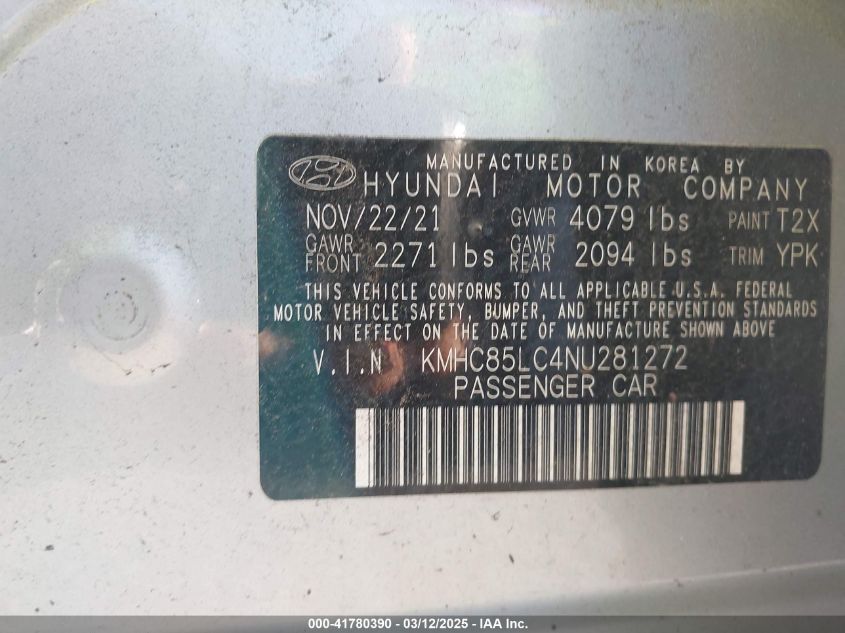 MANUFACTURED IN KOREA BY
HYUNDAI MOTOR COMPANY
NOV/22/21 GVWR 4079 lbs PAINT T2X
GAWR FRONT 2271 lbs GAWR REAR 2094 lbs TRIM YPK
THIS VEHICLE CONFORMS TO ALL APPLICABLE U.S.A. FEDERAL
MOTOR VEHICLE SAFETY, BUMPER, AND THEFT PREVENTION STANDARDS
IN EFFECT ON THE DATE OF MANUFACTURE SHOWN ABOVE
V.I.N KMHC85LC4NU281272
PASSENGER CAR
000-41780390 - 03/12/2025 - IAA Inc.